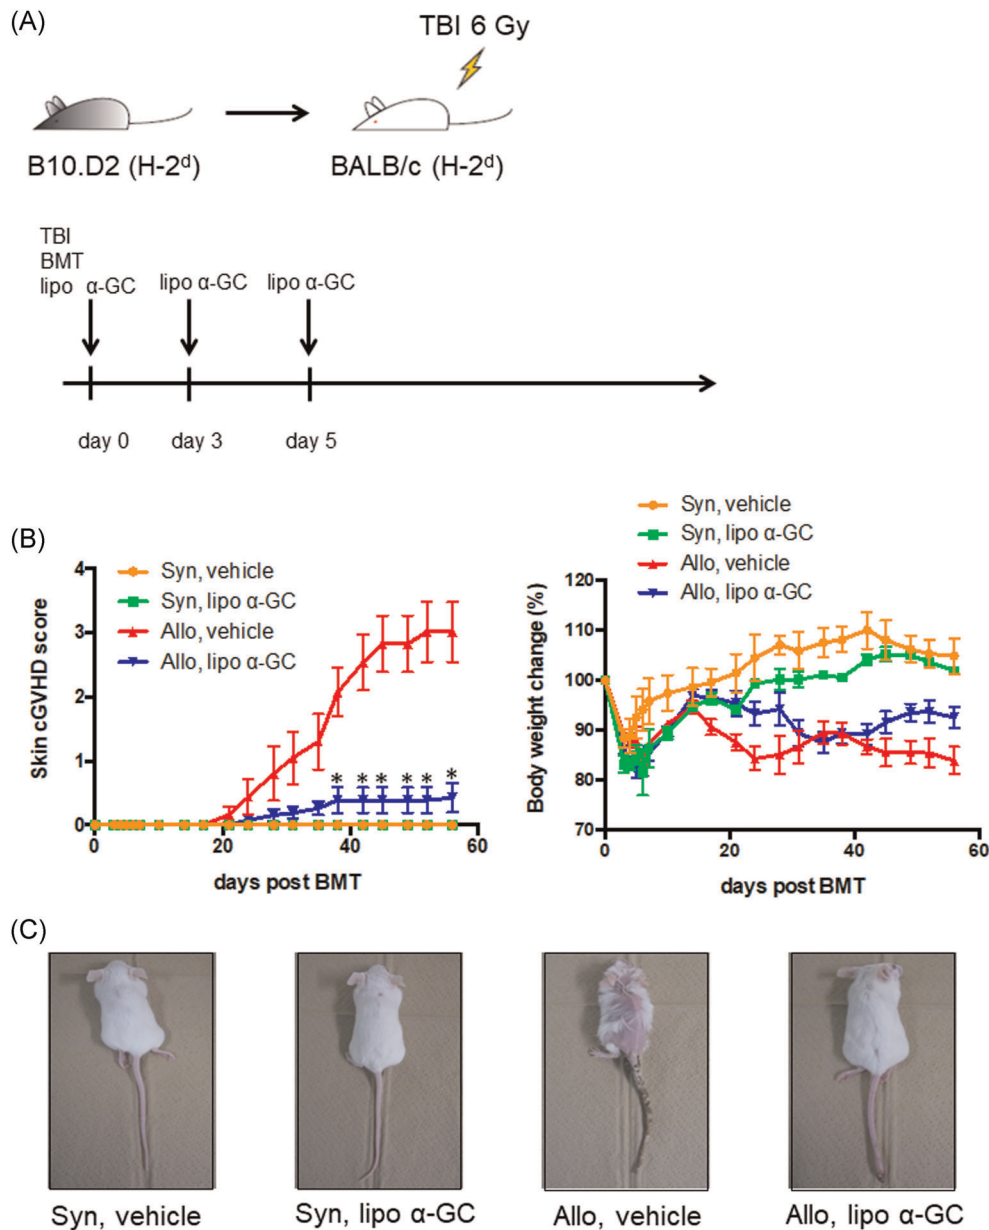 (A)
TBI 6 Gy
B10.D2 (H-2ᵈ)
BALB/c (H-2ᵈ)
TBI
BMT
lipo α-GC
lipo α-GC
lipo α-GC
day 0
day 3
day 5
(B)
Syn, vehicle
Syn, lipo α-GC
Allo, vehicle
Allo, lipo α-GC
Skin cGVHD score
4
3
2
1
0
* * * * * *
0 20 40 60
days post BMT
Syn, vehicle
Syn, lipo α-GC
Allo, vehicle
Allo, lipo α-GC
Body weight change (%)
120
110
100
90
80
70
0 20 40 60
days post BMT
(C)
Syn, vehicle
Syn, lipo α-GC
Allo, vehicle
Allo, lipo α-GC